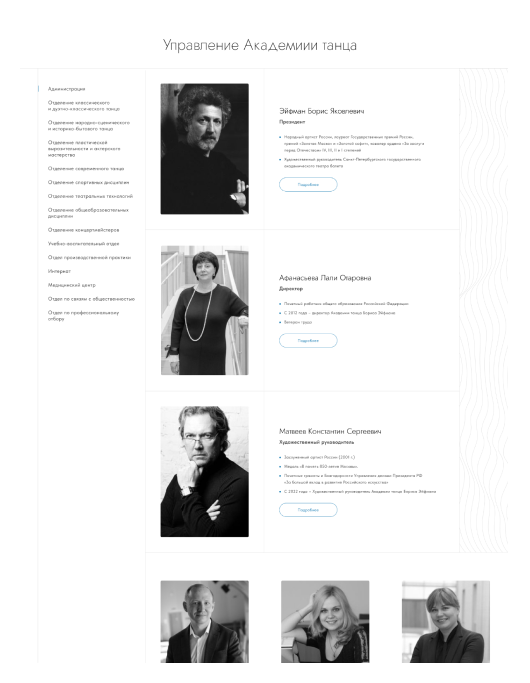 Управление Академиии танца
Администрация
Отделение классического
и дуэтно-классического танца
Отделение народно-сценического
и историко-бытового танца
Отделение пластической
выразительности и актерского
мастерства
Отделение современного танца
Отделение спортивных дисциплин
Отделение театральных технологий
Отделение общеобразовательных
дисциплин
Отделение концертмейстеров
Учебно-воспитательный отдел
Отдел производственной практики
Интернат
Медицинский центр
Отдел по связям с общественностью
Отдел по профессиональному
отбору
Эйфман Борис Яковлевич
Президент
Народный артист России, лауреат Государственных премий России,
премий «Золотая Маска» и «Золотой софит», кавалер ордена «За заслуги
перед Отечеством» IV, III, II и I степеней
Художественный руководитель Санкт-Петербургского государственного
академического театра балета
Подробнее
Афанасьева Лали Отаровна
Директор
Почетный работник общего образования Российской Федерации
С 2012 года – директор Академии танца Бориса Эйфмана
Ветеран труда
Подробнее
Матвеев Константин Сергеевич
Художественный руководитель
Заслуженный артист России (2001 г.)
Медаль «В память 850-летия Москвы»
Почетная грамота и благодарность Управления делами Президента РФ
«За большой вклад в развитие Российского искусства»
С 2022 года – Художественный руководитель Академии танца Бориса Эйфмана
Подробнее